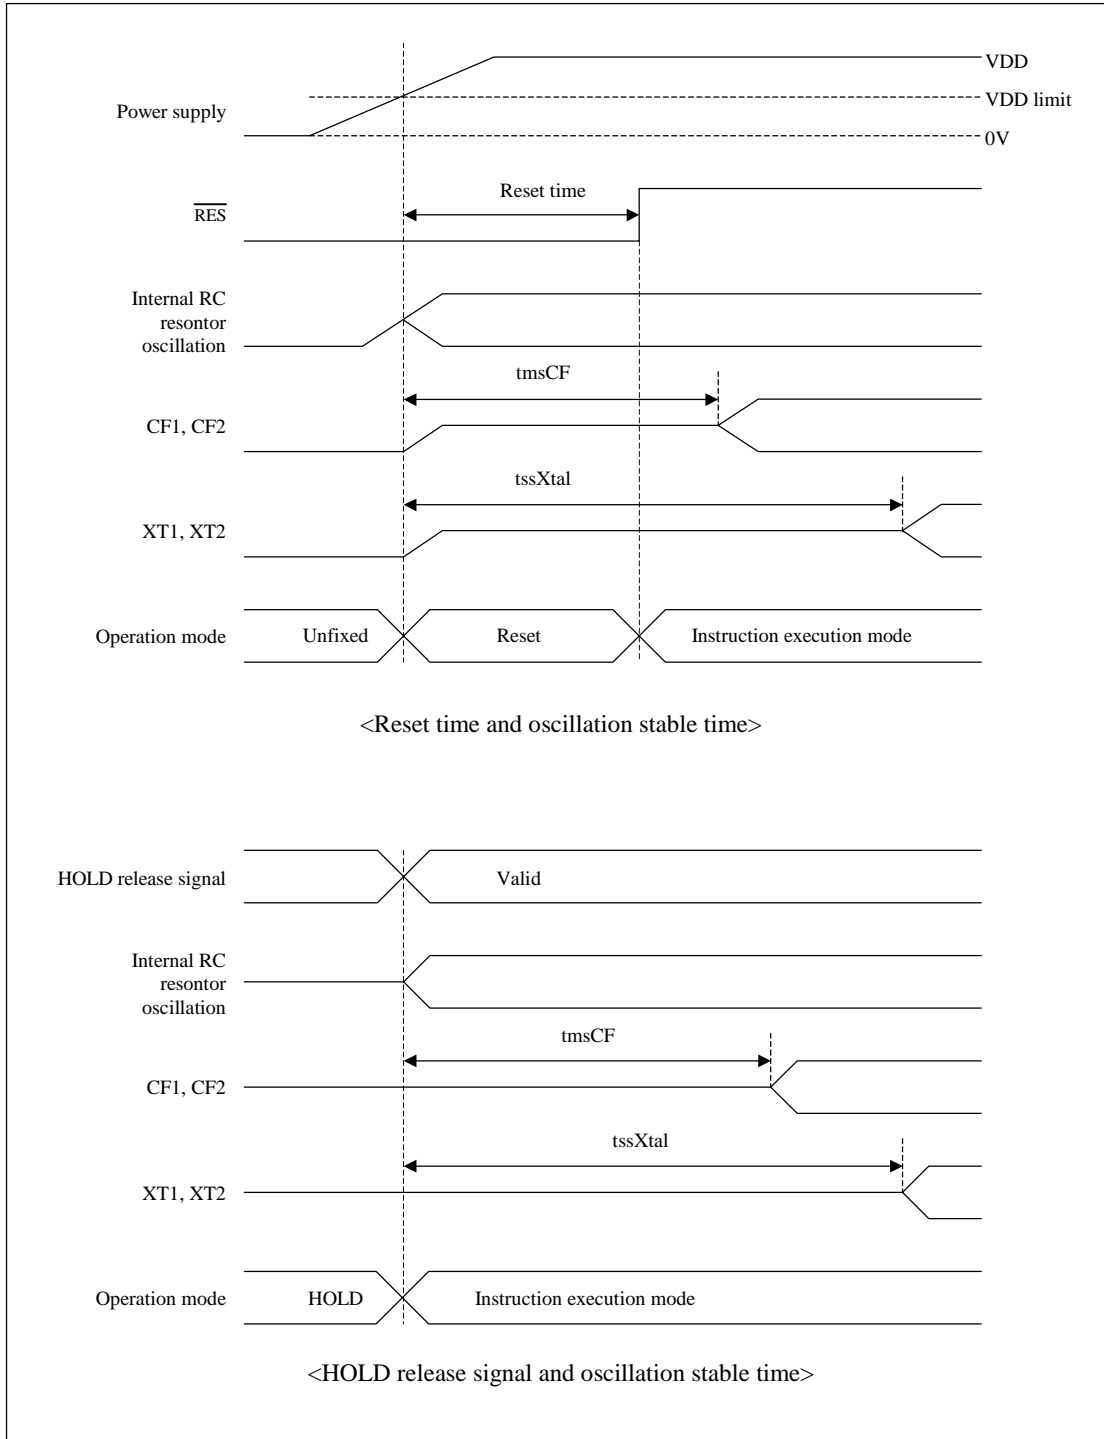 VDD
Power supply
VDD limit
0V
Reset time
RES
Internal RC
resontor
oscillation
tmsCF
CF1, CF2
tssXtal
XT1, XT2
Operation mode
Unfixed
Reset
Instruction execution mode
<Reset time and oscillation stable time>
HOLD release signal
Valid
Internal RC
resontor
oscillation
tmsCF
CF1, CF2
tssXtal
XT1, XT2
Operation mode
HOLD
Instruction execution mode
<HOLD release signal and oscillation stable time>